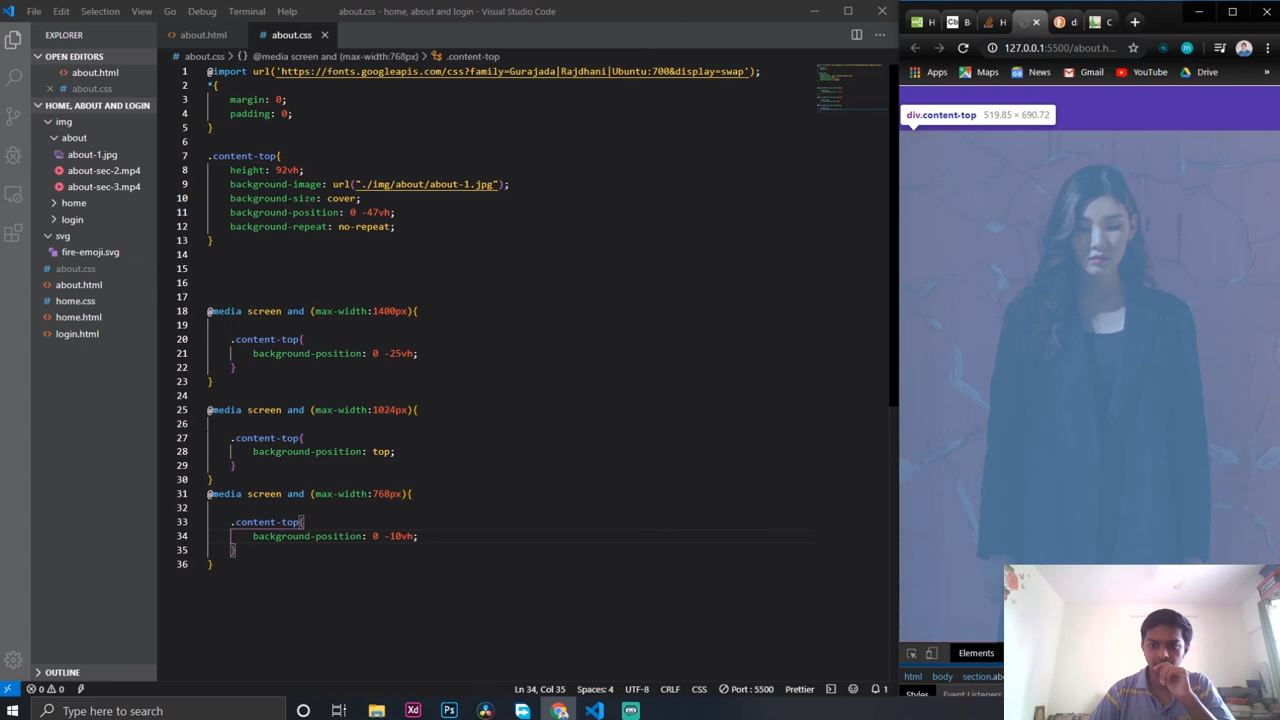 File Edit Selection View Go Debug Terminal Help
about.css - home, about and login - Visual Studio Code
EXPLORER
OPEN EDITORS
about.html
about.css
HOME, ABOUT AND LOGIN
img
about
about-1.jpg
about-sec-2.mp4
about-sec-3.mp4
home
login
svg
fire-emoji.svg
about.css
about.html
home.css
home.html
login.html
OUTLINE
about.html
about.css
about.css > {} @media screen and (max-width:768px) > .content-top
1 @import url('https://fonts.googleapis.com/css?family=Gurajada|Rajdhani|Ubuntu:700&display=swap');
2 *{
3 margin: 0;
4 padding: 0;
5 }
6
7 .content-top{
8 height: 92vh;
9 background-image: url("./img/about/about-1.jpg");
10 background-size: cover;
11 background-position: 0 -47vh;
12 background-repeat: no-repeat;
13 }
14
15
16
17
18 @media screen and (max-width:1400px){
19
20 .content-top{
21 background-position: 0 -25vh;
22 }
23 }
24
25 @media screen and (max-width:1024px){
26
27 .content-top{
28 background-position: top;
29 }
30 }
31 @media screen and (max-width:768px){
32
33 .content-top{
34 background-position: 0 -10vh;
35 }
36 }
H
Cb B
H
d
C
127.0.0.1:5500/about.h
Apps Maps News Gmail YouTube Drive »
div.content-top 519.85 × 690.72
Elements
html body section.ab
Styles Event Listeners
0 0
Ln 34, Col 35 Spaces: 4 UTF-8 CRLF CSS Port : 5500 Prettier 1
Type here to search
Xd
Ps